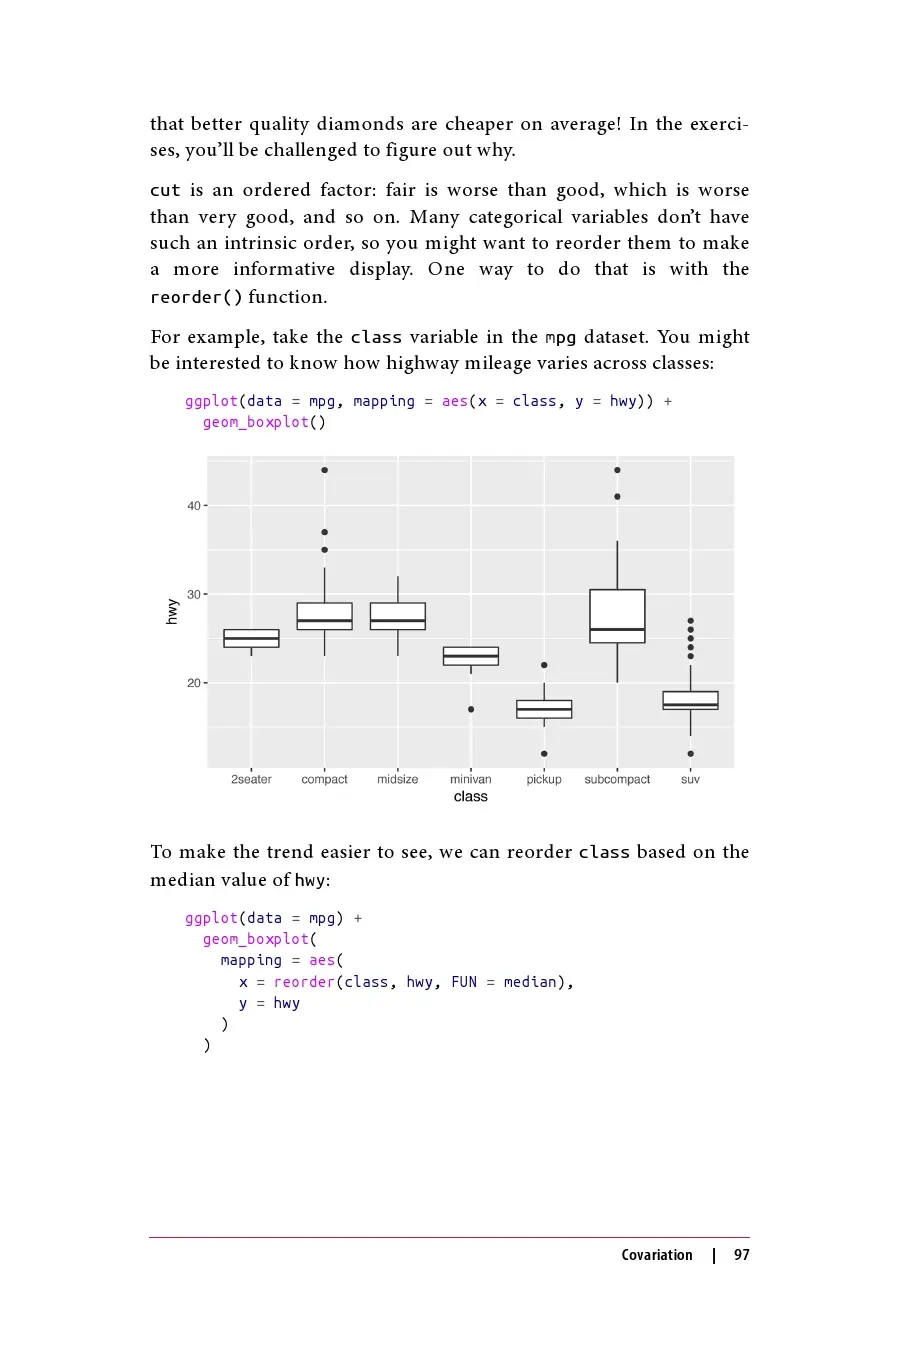 that better quality diamonds are cheaper on average! In the exerci-
ses, you’ll be challenged to figure out why.
cut is an ordered factor: fair is worse than good, which is worse
than very good, and so on. Many categorical variables don’t have
such an intrinsic order, so you might want to reorder them to make
a more informative display. One way to do that is with the
reorder() function.
For example, take the class variable in the mpg dataset. You might
be interested to know how highway mileage varies across classes:
ggplot(data = mpg, mapping = aes(x = class, y = hwy)) +
  geom_boxplot()
40
30
20
hwy
2seater compact midsize minivan pickup subcompact suv
class
To make the trend easier to see, we can reorder class based on the
median value of hwy:
ggplot(data = mpg) +
  geom_boxplot(
    mapping = aes(
      x = reorder(class, hwy, FUN = median),
      y = hwy
    )
  )
Covariation | 97